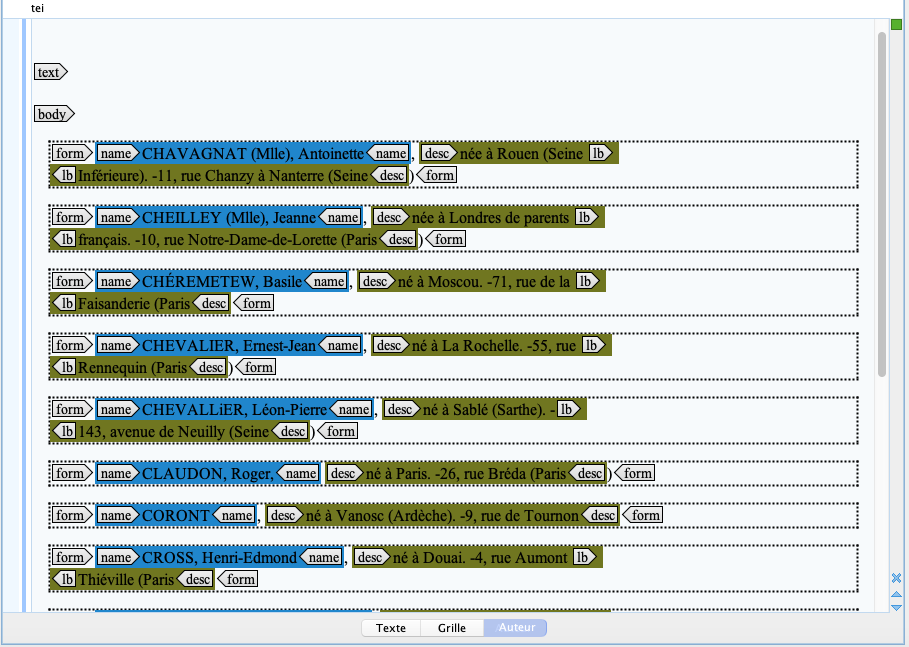 tei
text
body
form name CHAVAGNAT (Mlle), Antoinette name , desc née à Rouen (Seine lb
lb Inférieure). -11, rue Chanzy à Nanterre (Seine desc ) form
form name CHEILLEY (Mlle), Jeanne name , desc née à Londres de parents lb
lb français. -10, rue Notre-Dame-de-Lorette (Paris desc ) form
form name CHÉREMETEW, Basile name , desc né à Moscou. -71, rue de la lb
lb Faisanderie (Paris desc form
form name CHEVALIER, Ernest-Jean name , desc né à La Rochelle. -55, rue lb
lb Rennequin (Paris desc ) form
form name CHEVALLiER, Léon-Pierre name , desc né à Sablé (Sarthe). - lb
lb 143, avenue de Neuilly (Seine desc ) form
form name CLAUDON, Roger, name desc né à Paris. -26, rue Bréda (Paris desc ) form
form name CORONT name , desc né à Vanosc (Ardèche). -9, rue de Tournon desc form
form name CROSS, Henri-Edmond name , desc né à Douai. -4, rue Aumont lb
lb Thiéville (Paris desc form
Texte Grille Auteur